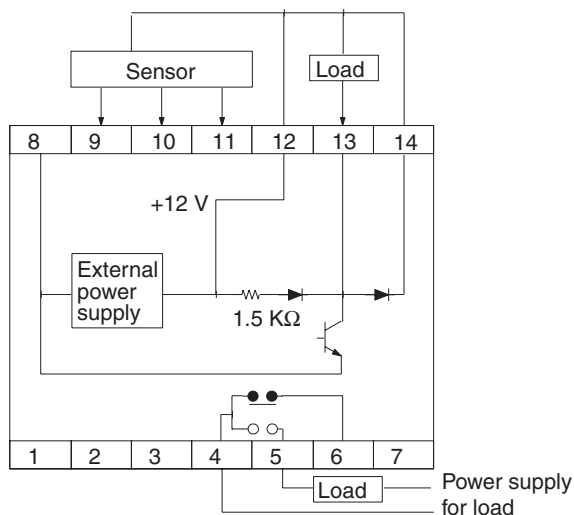 Sensor
Load
8 9 10 11 12 13 14
+12 V
External
power
supply
1.5 KΩ
1 2 3 4 5 6 7
Load
Power supply
for load